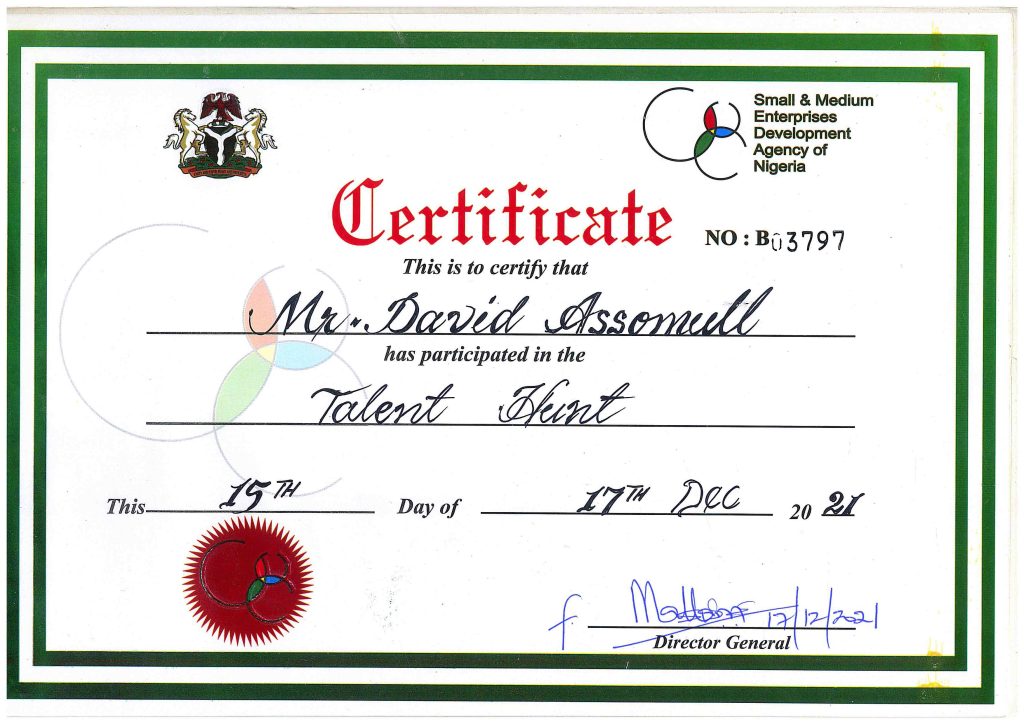 Small & Medium
Enterprises
Development
Agency of
Nigeria
Certificate
NO : B03797
This is to certify that
Mr. David Assomull
has participated in the
Talent Hunt
This 15TH Day of 17TH Dec 2021
f 17/12/2021
Director General